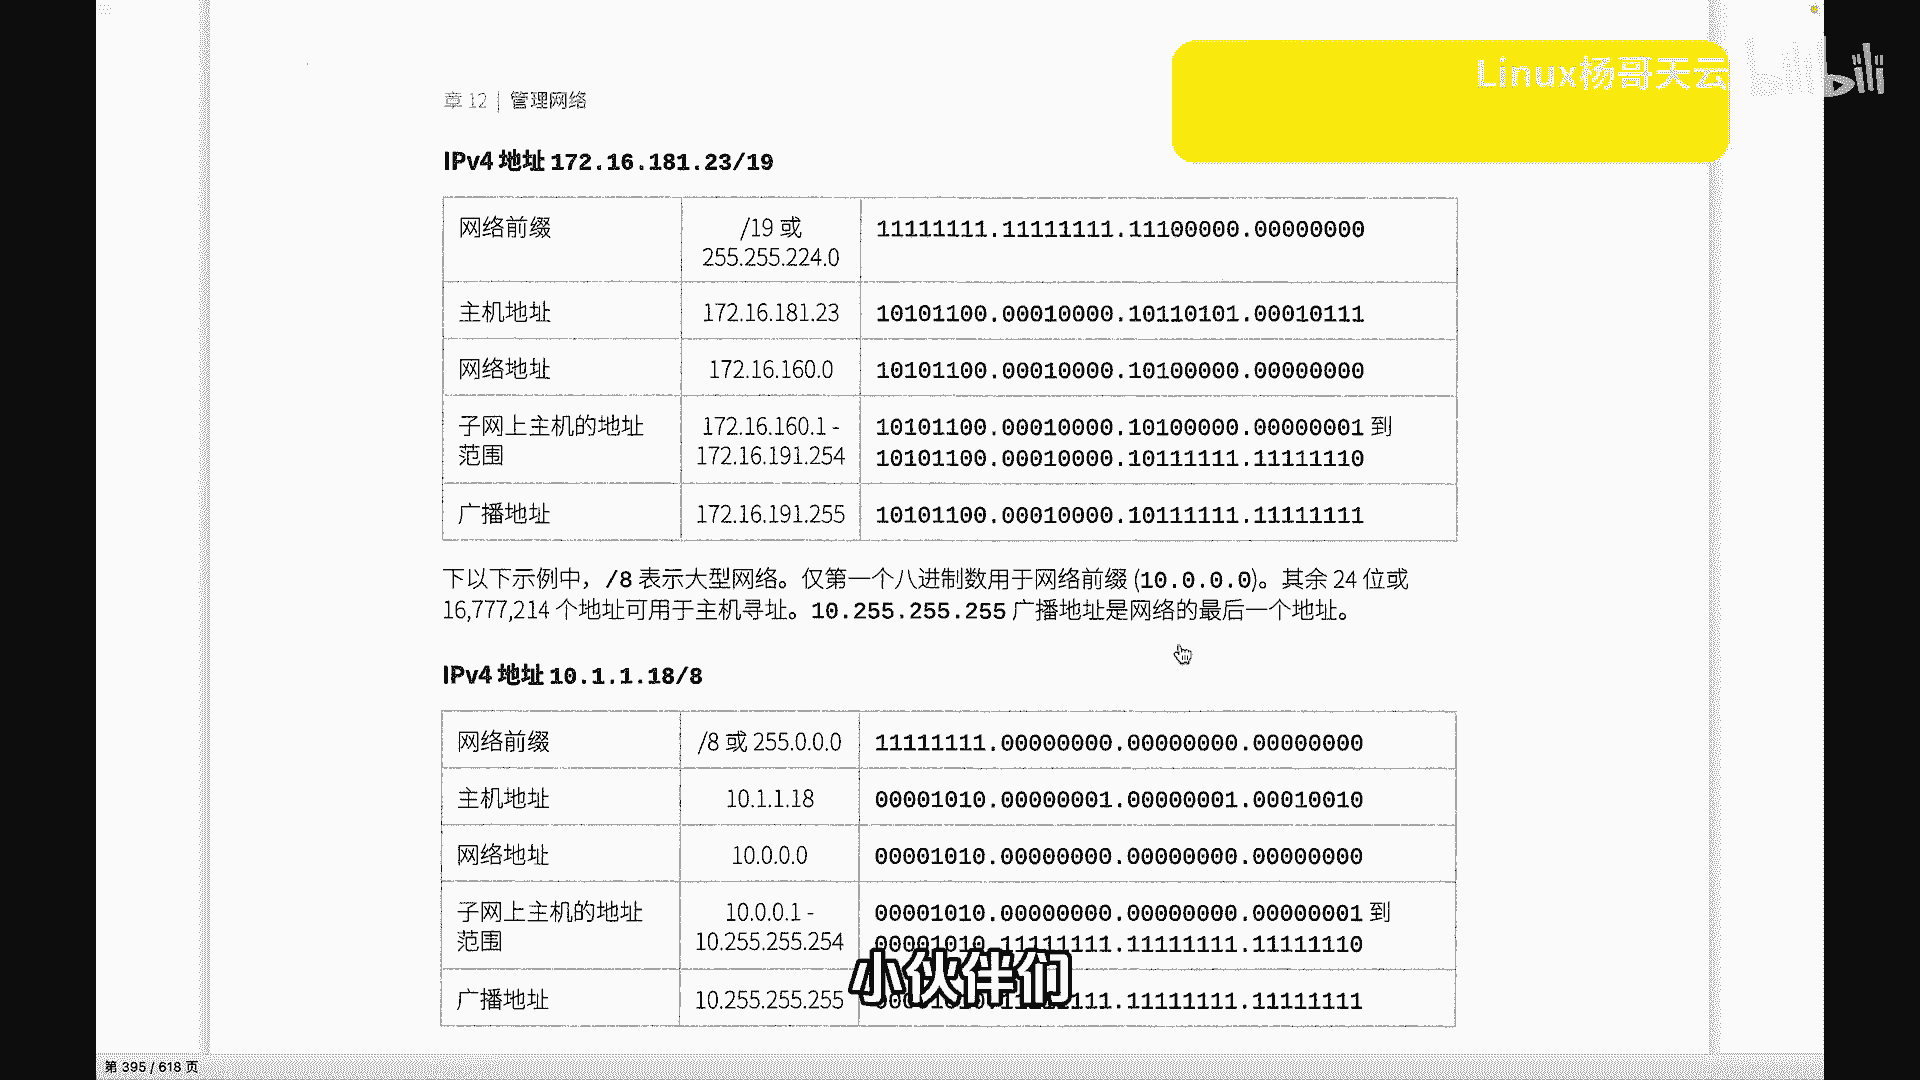 Linux杨哥天云 bilibili
章 12 | 管理网络
IPv4 地址 172.16.181.23/19
网络前缀 /19 或 11111111.11111111.11100000.00000000
255.255.224.0
主机地址 172.16.181.23 10101100.00010000.10110101.00010111
网络地址 172.16.160.0 10101100.00010000.10100000.00000000
子网上主机的地址 172.16.160.1 - 10101100.00010000.10100000.00000001 到
范围 172.16.191.254 10101100.00010000.10111111.11111110
广播地址 172.16.191.255 10101100.00010000.10111111.11111111
下以下示例中，/8 表示大型网络。仅第一个八进制数用于网络前缀 (10.0.0.0)。其余 24 位或
16,777,214 个地址可用于主机寻址。10.255.255.255 广播地址是网络的最后一个地址。
IPv4 地址 10.1.1.18/8
网络前缀 /8 或 255.0.0.0 11111111.00000000.00000000.00000000
主机地址 10.1.1.18 00001010.00000001.00000001.00010010
网络地址 10.0.0.0 00001010.00000000.00000000.00000000
子网上主机的地址 10.0.0.1 - 00001010.00000000.00000000.00000001 到
范围 10.255.255.254 00001010.11111111.11111111.11111110
小伙伴们
广播地址 10.255.255.255 00001010.11111111.11111111.11111111
第 395 / 618 页